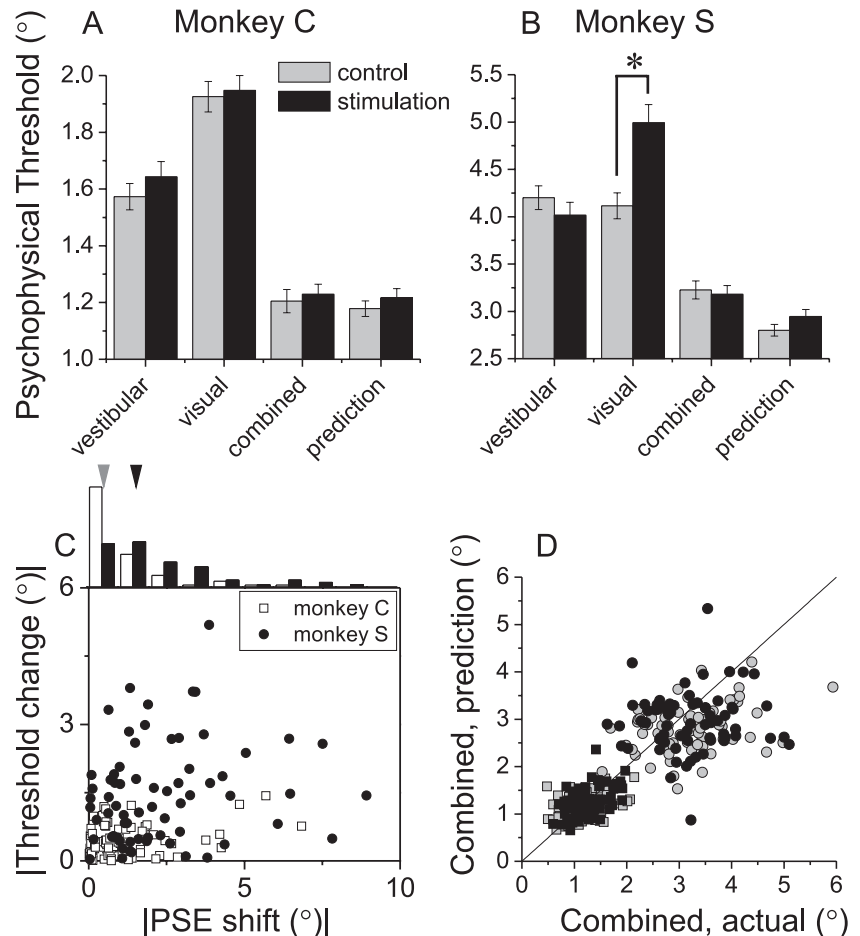 A Monkey C
B Monkey S
Psychophysical Threshold (°)
control
stimulation
2.0
1.8
1.6
1.4
1.2
1.0
vestibular
visual
combined
prediction
*
5.5
5.0
4.5
4.0
3.5
3.0
2.5
vestibular
visual
combined
prediction
C
|Threshold change (°)|
6
3
0
monkey C
monkey S
0
5
10
|PSE shift (°)|
D
Combined, prediction (°)
6
5
4
3
2
1
0
0
1
2
3
4
5
6
Combined, actual (°)